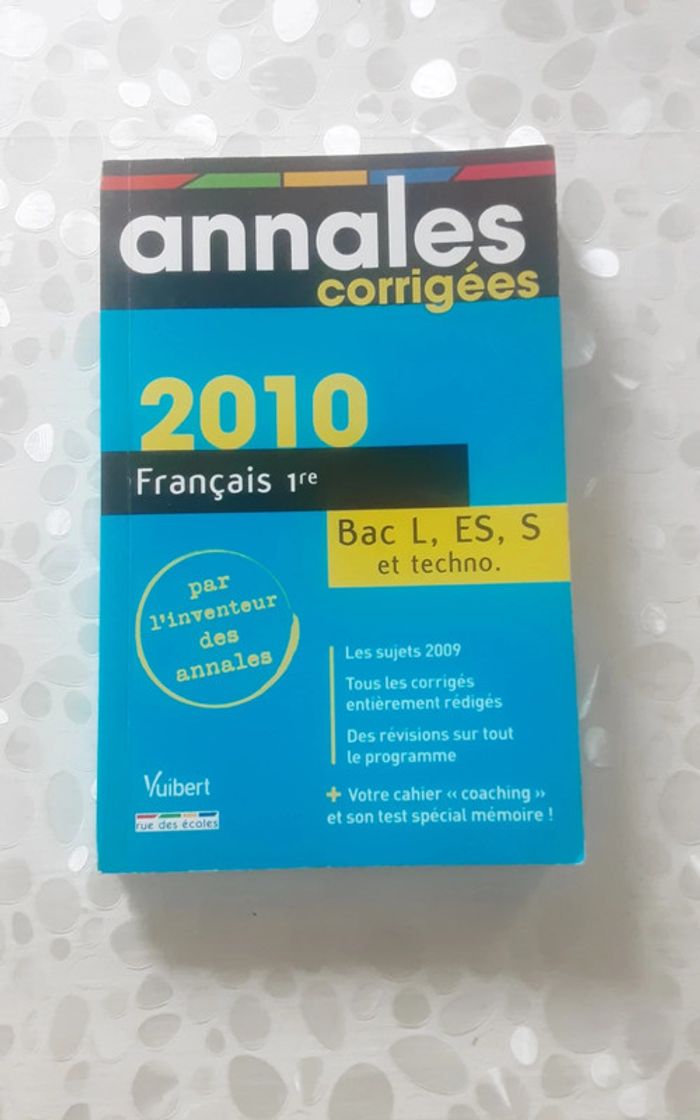 annales
corrigées
2010
Français 1re
Bac L, ES, S
et techno.
par
l'inventeur
des
annales
Les sujets 2009
Tous les corrigés
entièrement rédigés
Des révisions sur tout
le programme
+ Votre cahier « coaching »
et son test spécial mémoire !
Vuibert
rue des écoles